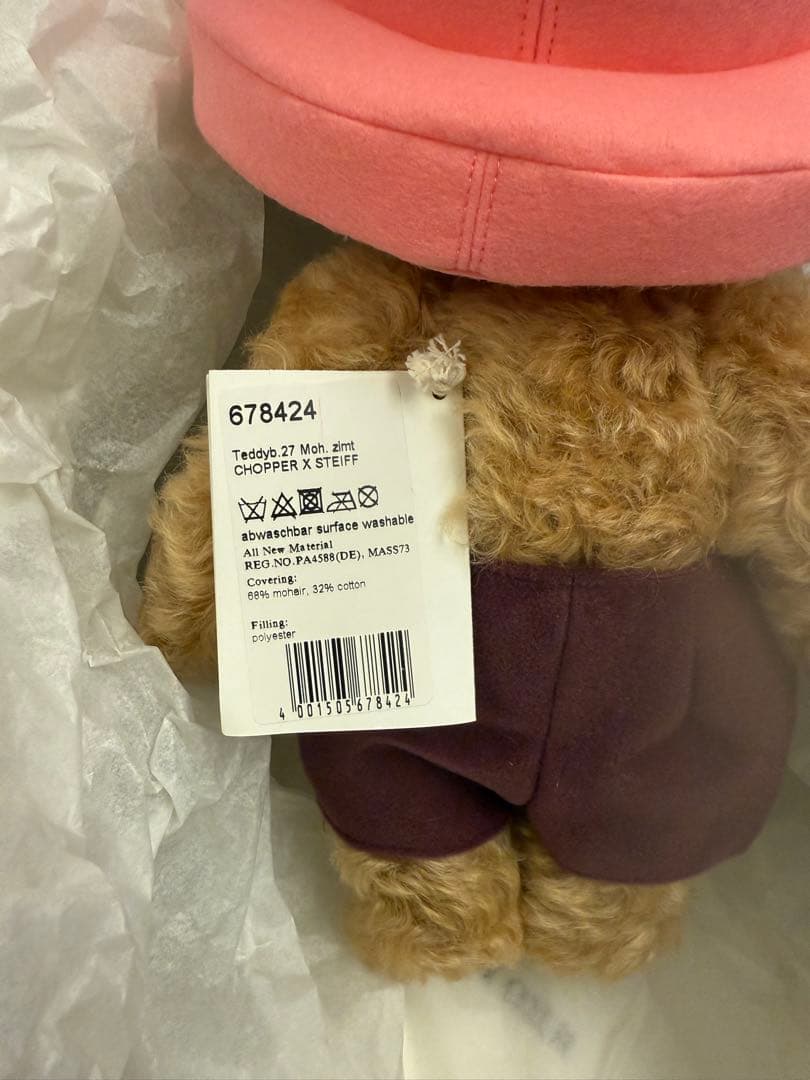 678424
Teddyb.27 Moh. zimt
CHOPPER X STEIFF
abwaschbar surface washable
All New Material
REG.NO.PA4588(DE), MASS73
Covering:
68% mohair, 32% cotton
Filling:
polyester
4 001505 678424